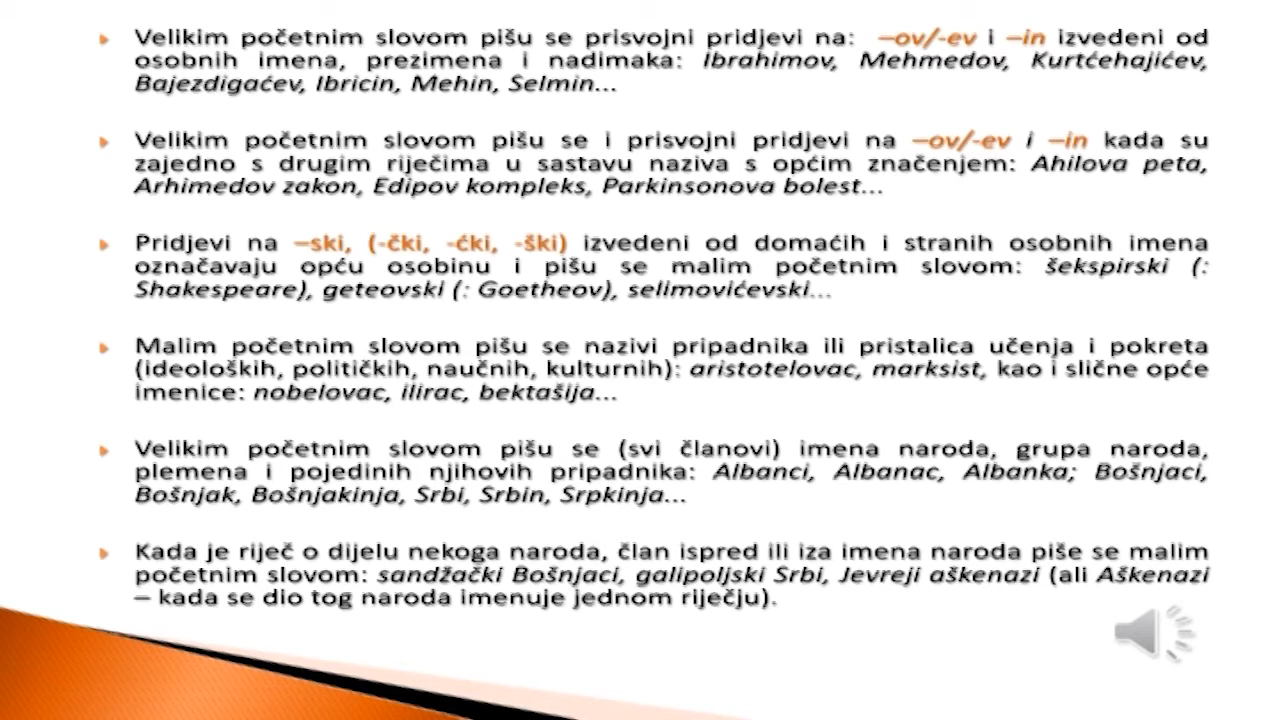 Velikim početnim slovom pišu se prisvojni pridjevi na: –ov/-ev i –in izvedeni od
osobnih imena, prezimena i nadimaka: Ibrahimov, Mehmedov, Kurtćehajićev,
Bajezdigaćev, Ibricin, Mehin, Selmin...
Velikim početnim slovom pišu se i prisvojni pridjevi na –ov/-ev i –in kada su
zajedno s drugim riječima u sastavu naziva s općim značenjem: Ahilova peta,
Arhimedov zakon, Edipov kompleks, Parkinsonova bolest...
Pridjevi na –ski, (-čki, -ćki, -ški) izvedeni od domaćih i stranih osobnih imena
označavaju opću osobinu i pišu se malim početnim slovom: šekspirski (:
Shakespeare), geteovski (: Goetheov), selimovićevski...
Malim početnim slovom pišu se nazivi pripadnika ili pristalica učenja i pokreta
(ideoloških, političkih, naučnih, kulturnih): aristotelovac, marksist, kao i slične opće
imenice: nobelovac, ilirac, bektašija...
Velikim početnim slovom pišu se (svi članovi) imena naroda, grupa naroda,
plemena i pojedinih njihovih pripadnika: Albanci, Albanac, Albanka; Bošnjaci,
Bošnjak, Bošnjakinja, Srbi, Srbin, Srpkinja...
Kada je riječ o dijelu nekoga naroda, član ispred ili iza imena naroda piše se malim
početnim slovom: sandžački Bošnjaci, galipoljski Srbi, Jevreji aškenazi (ali Aškenazi
– kada se dio tog naroda imenuje jednom riječju).